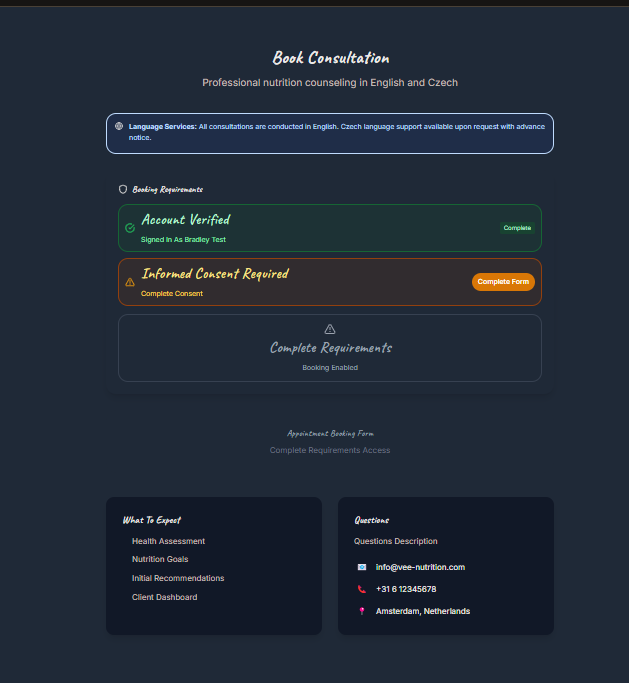 Book Consultation
Professional nutrition counseling in English and Czech
Language Services: All consultations are conducted in English. Czech language support available upon request with advance
notice.
Booking Requirements
Account Verified
Signed In As Bradley Test
Complete
Informed Consent Required
Complete Consent
Complete Form
Complete Requirements
Booking Enabled
Appointment Booking Form
Complete Requirements Access
What To Expect
Health Assessment
Nutrition Goals
Initial Recommendations
Client Dashboard
Questions
Questions Description
info@vee-nutrition.com
+31 6 12345678
Amsterdam, Netherlands